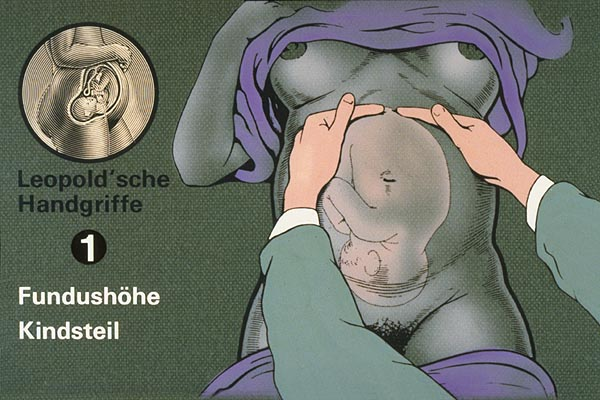 Leopold'sche
Handgriffe
1
Fundushöhe
Kindsteil